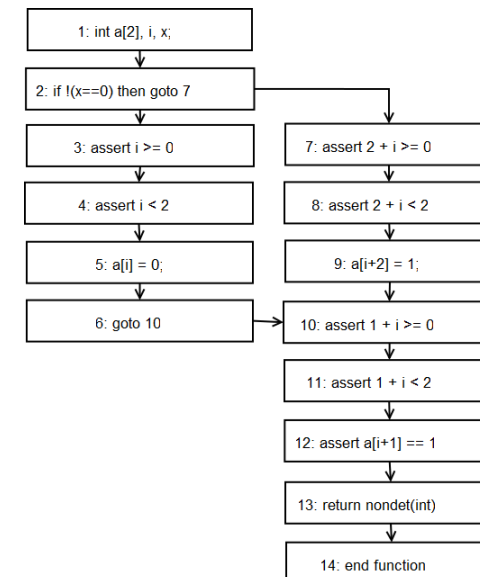 1: int a[2], i, x;
2: if !(x==0) then goto 7
3: assert i >= 0
4: assert i < 2
5: a[i] = 0;
6: goto 10
7: assert 2 + i >= 0
8: assert 2 + i < 2
9: a[i+2] = 1;
10: assert 1 + i >= 0
11: assert 1 + i < 2
12: assert a[i+1] == 1
13: return nondet(int)
14: end function